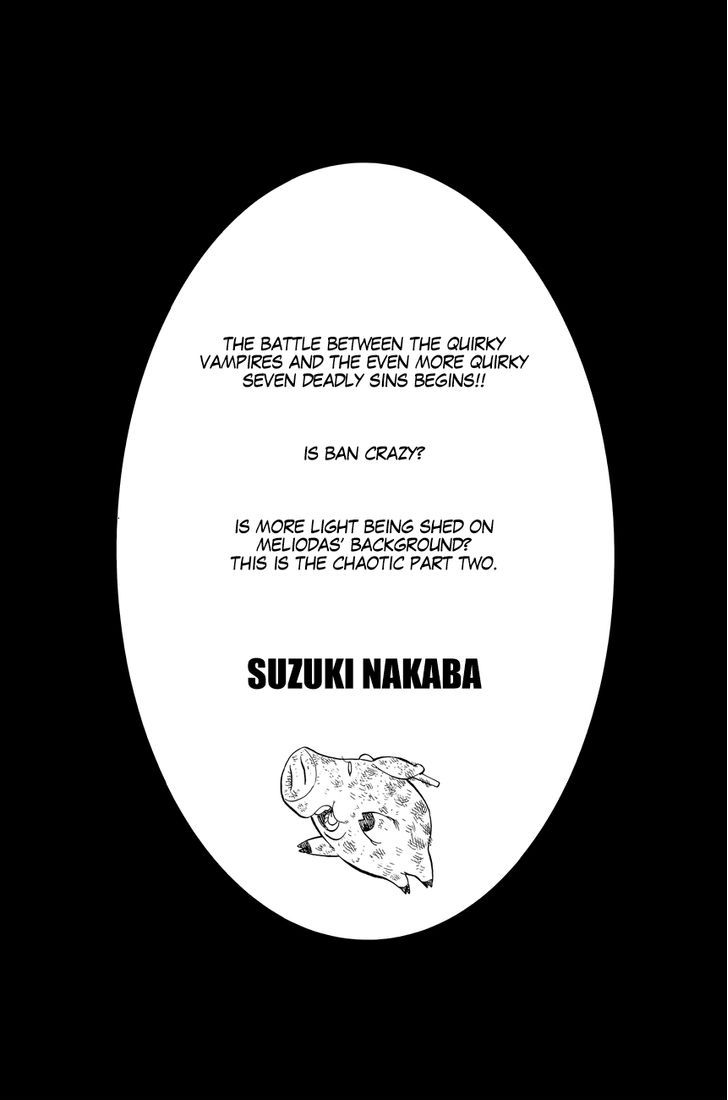 THE BATTLE BETWEEN THE QUIRKY
VAMPIRES AND THE EVEN MORE QUIRKY
SEVEN DEADLY SINS BEGINS!!
IS BAN CRAZY?
IS MORE LIGHT BEING SHED ON
MELIODAS' BACKGROUND?
THIS IS THE CHAOTIC PART TWO.
SUZUKI NAKABA